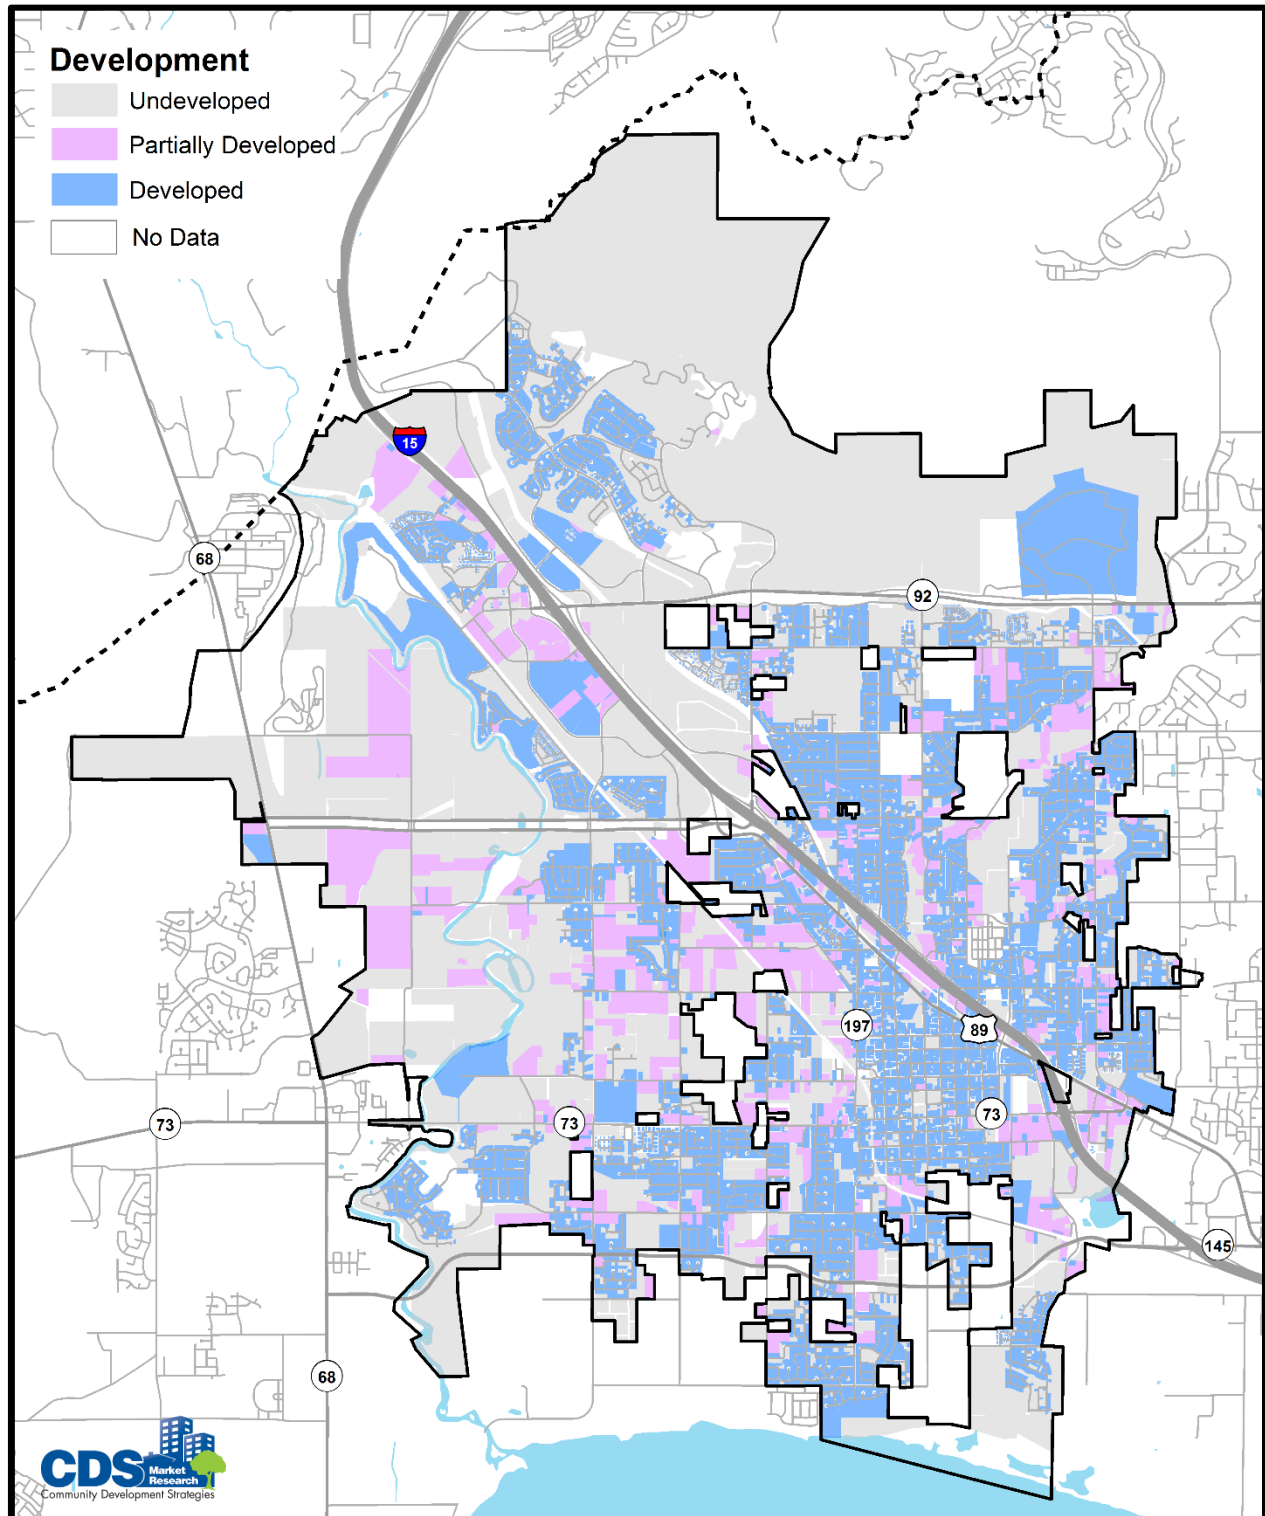 Development
Undeveloped
Partially Developed
Developed
No Data
15
68
92
197
89
73
73
73
145
68
CDS
Market
Research
Community Development Strategies